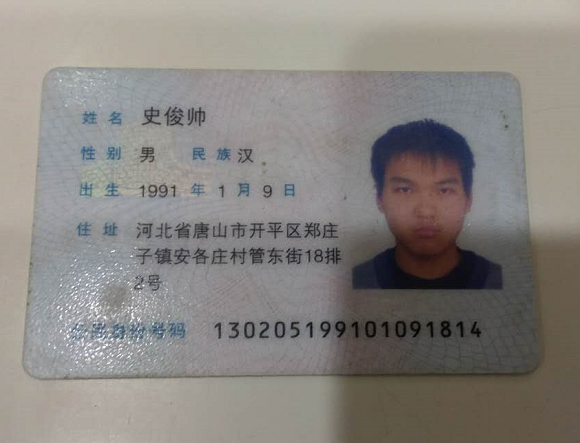 姓名 史俊帅
性别 男 民族 汉
出生 1991 年 1 月 9 日
住址 河北省唐山市开平区郑庄
子镇安各庄村管东街18排
2号
公民身份号码 130205199101091814